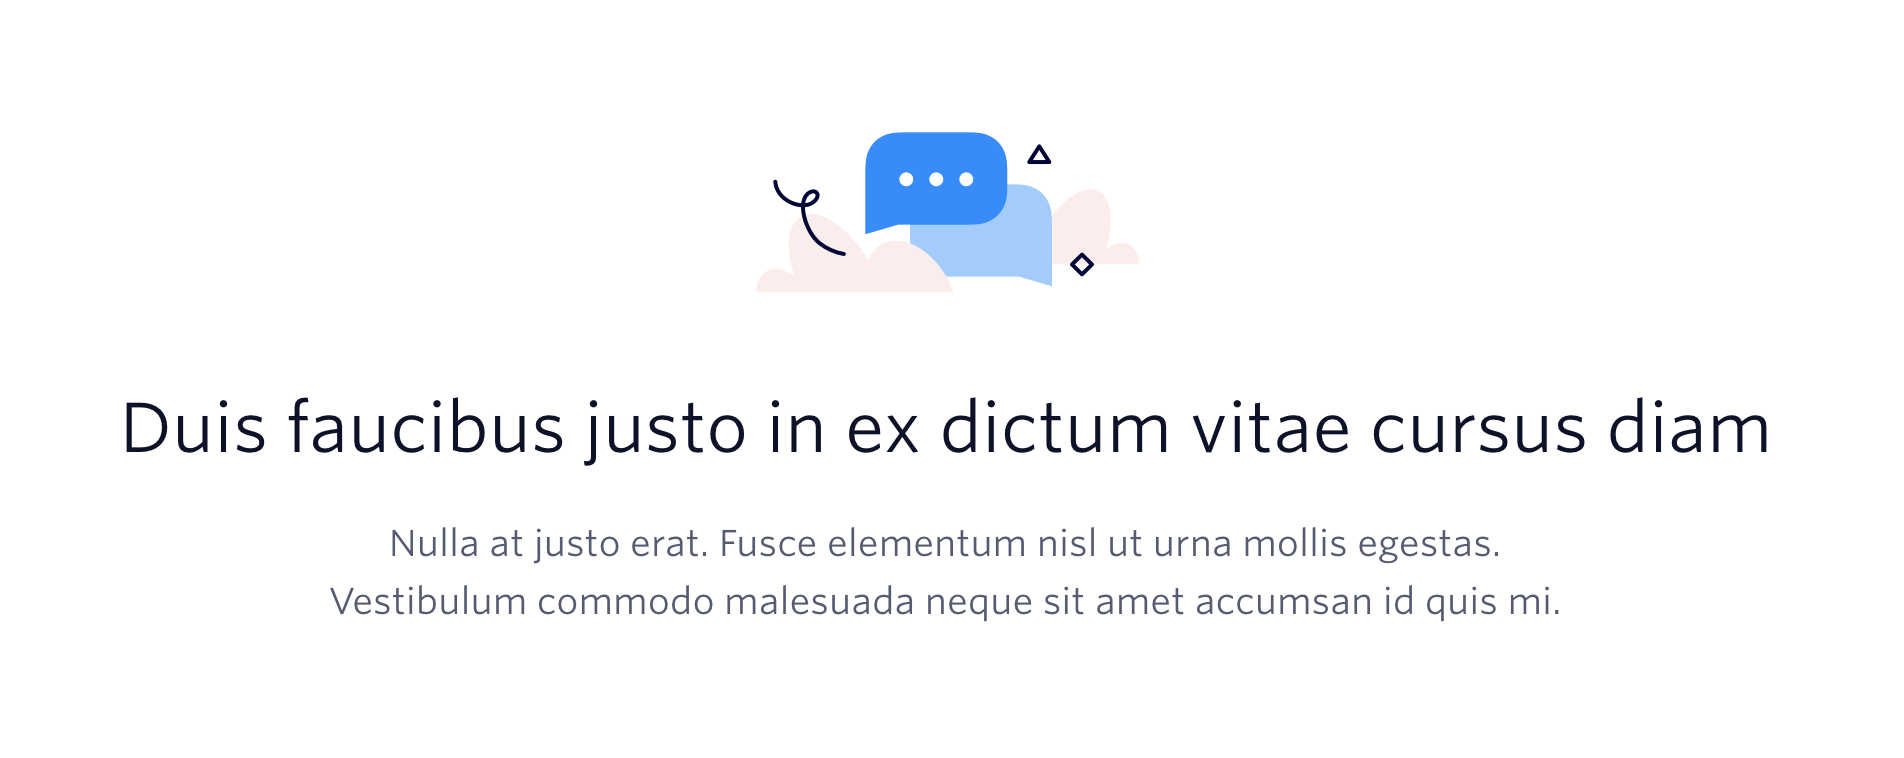 Duis faucibus justo in ex dictum vitae cursus diam
Nulla at justo erat. Fusce elementum nisl ut urna mollis egestas.
Vestibulum commodo malesuada neque sit amet accumsan id quis mi.